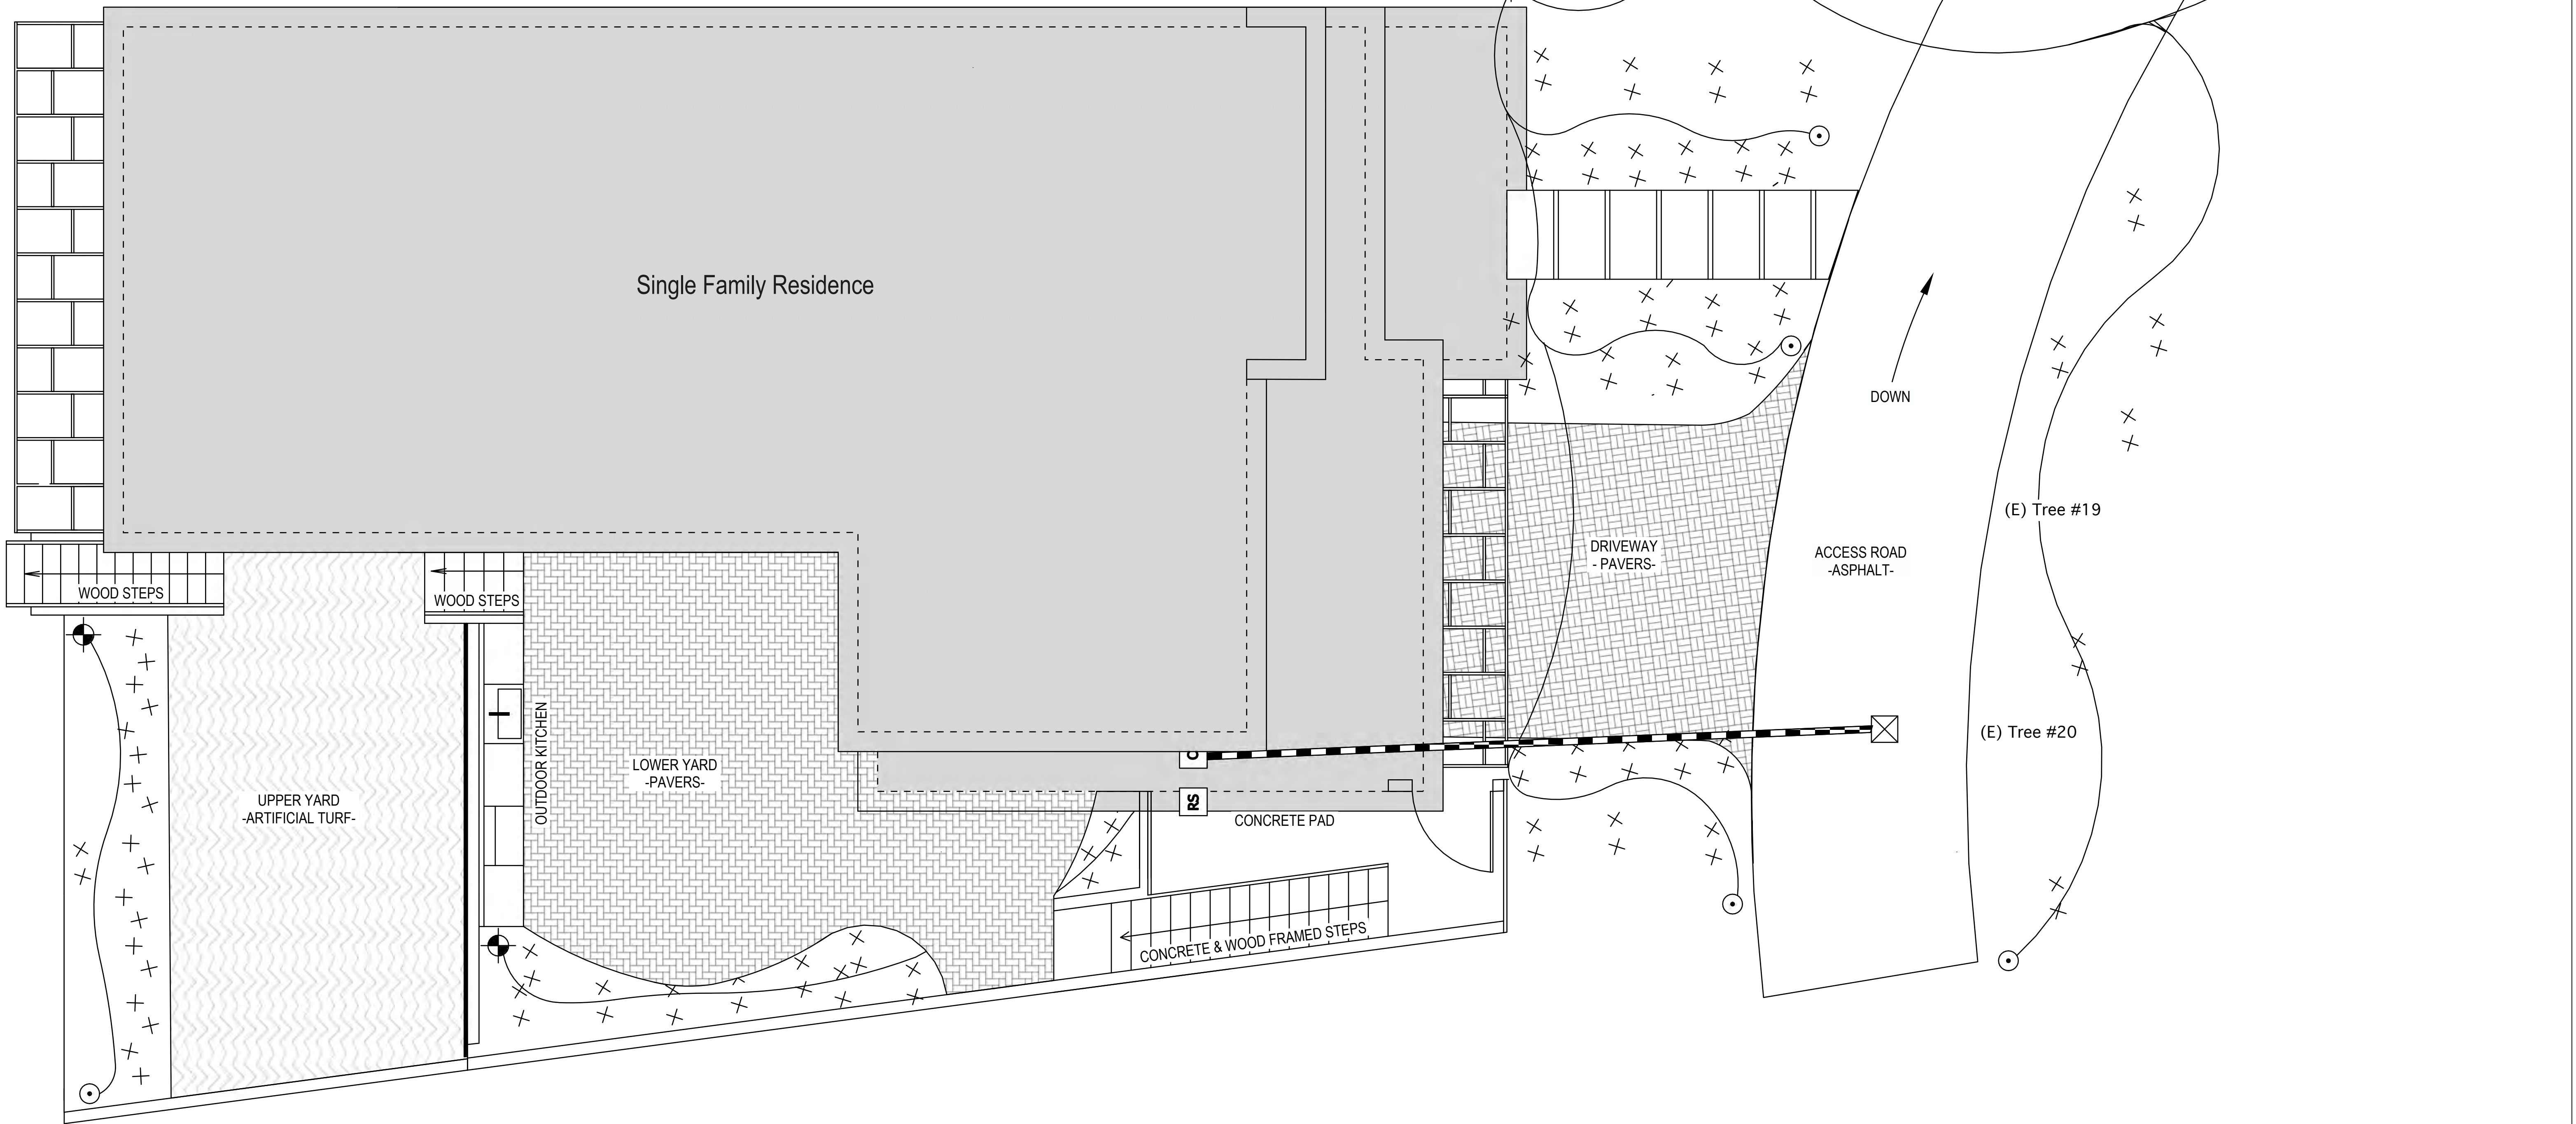 Single Family Residence
DOWN
(E) Tree #19
DRIVEWAY
- PAVERS-
ACCESS ROAD
-ASPHALT-
WOOD STEPS
WOOD STEPS
OUTDOOR KITCHEN
(E) Tree #20
C
LOWER YARD
-PAVERS-
UPPER YARD
-ARTIFICIAL TURF-
RS
CONCRETE PAD
CONCRETE & WOOD FRAMED STEPS